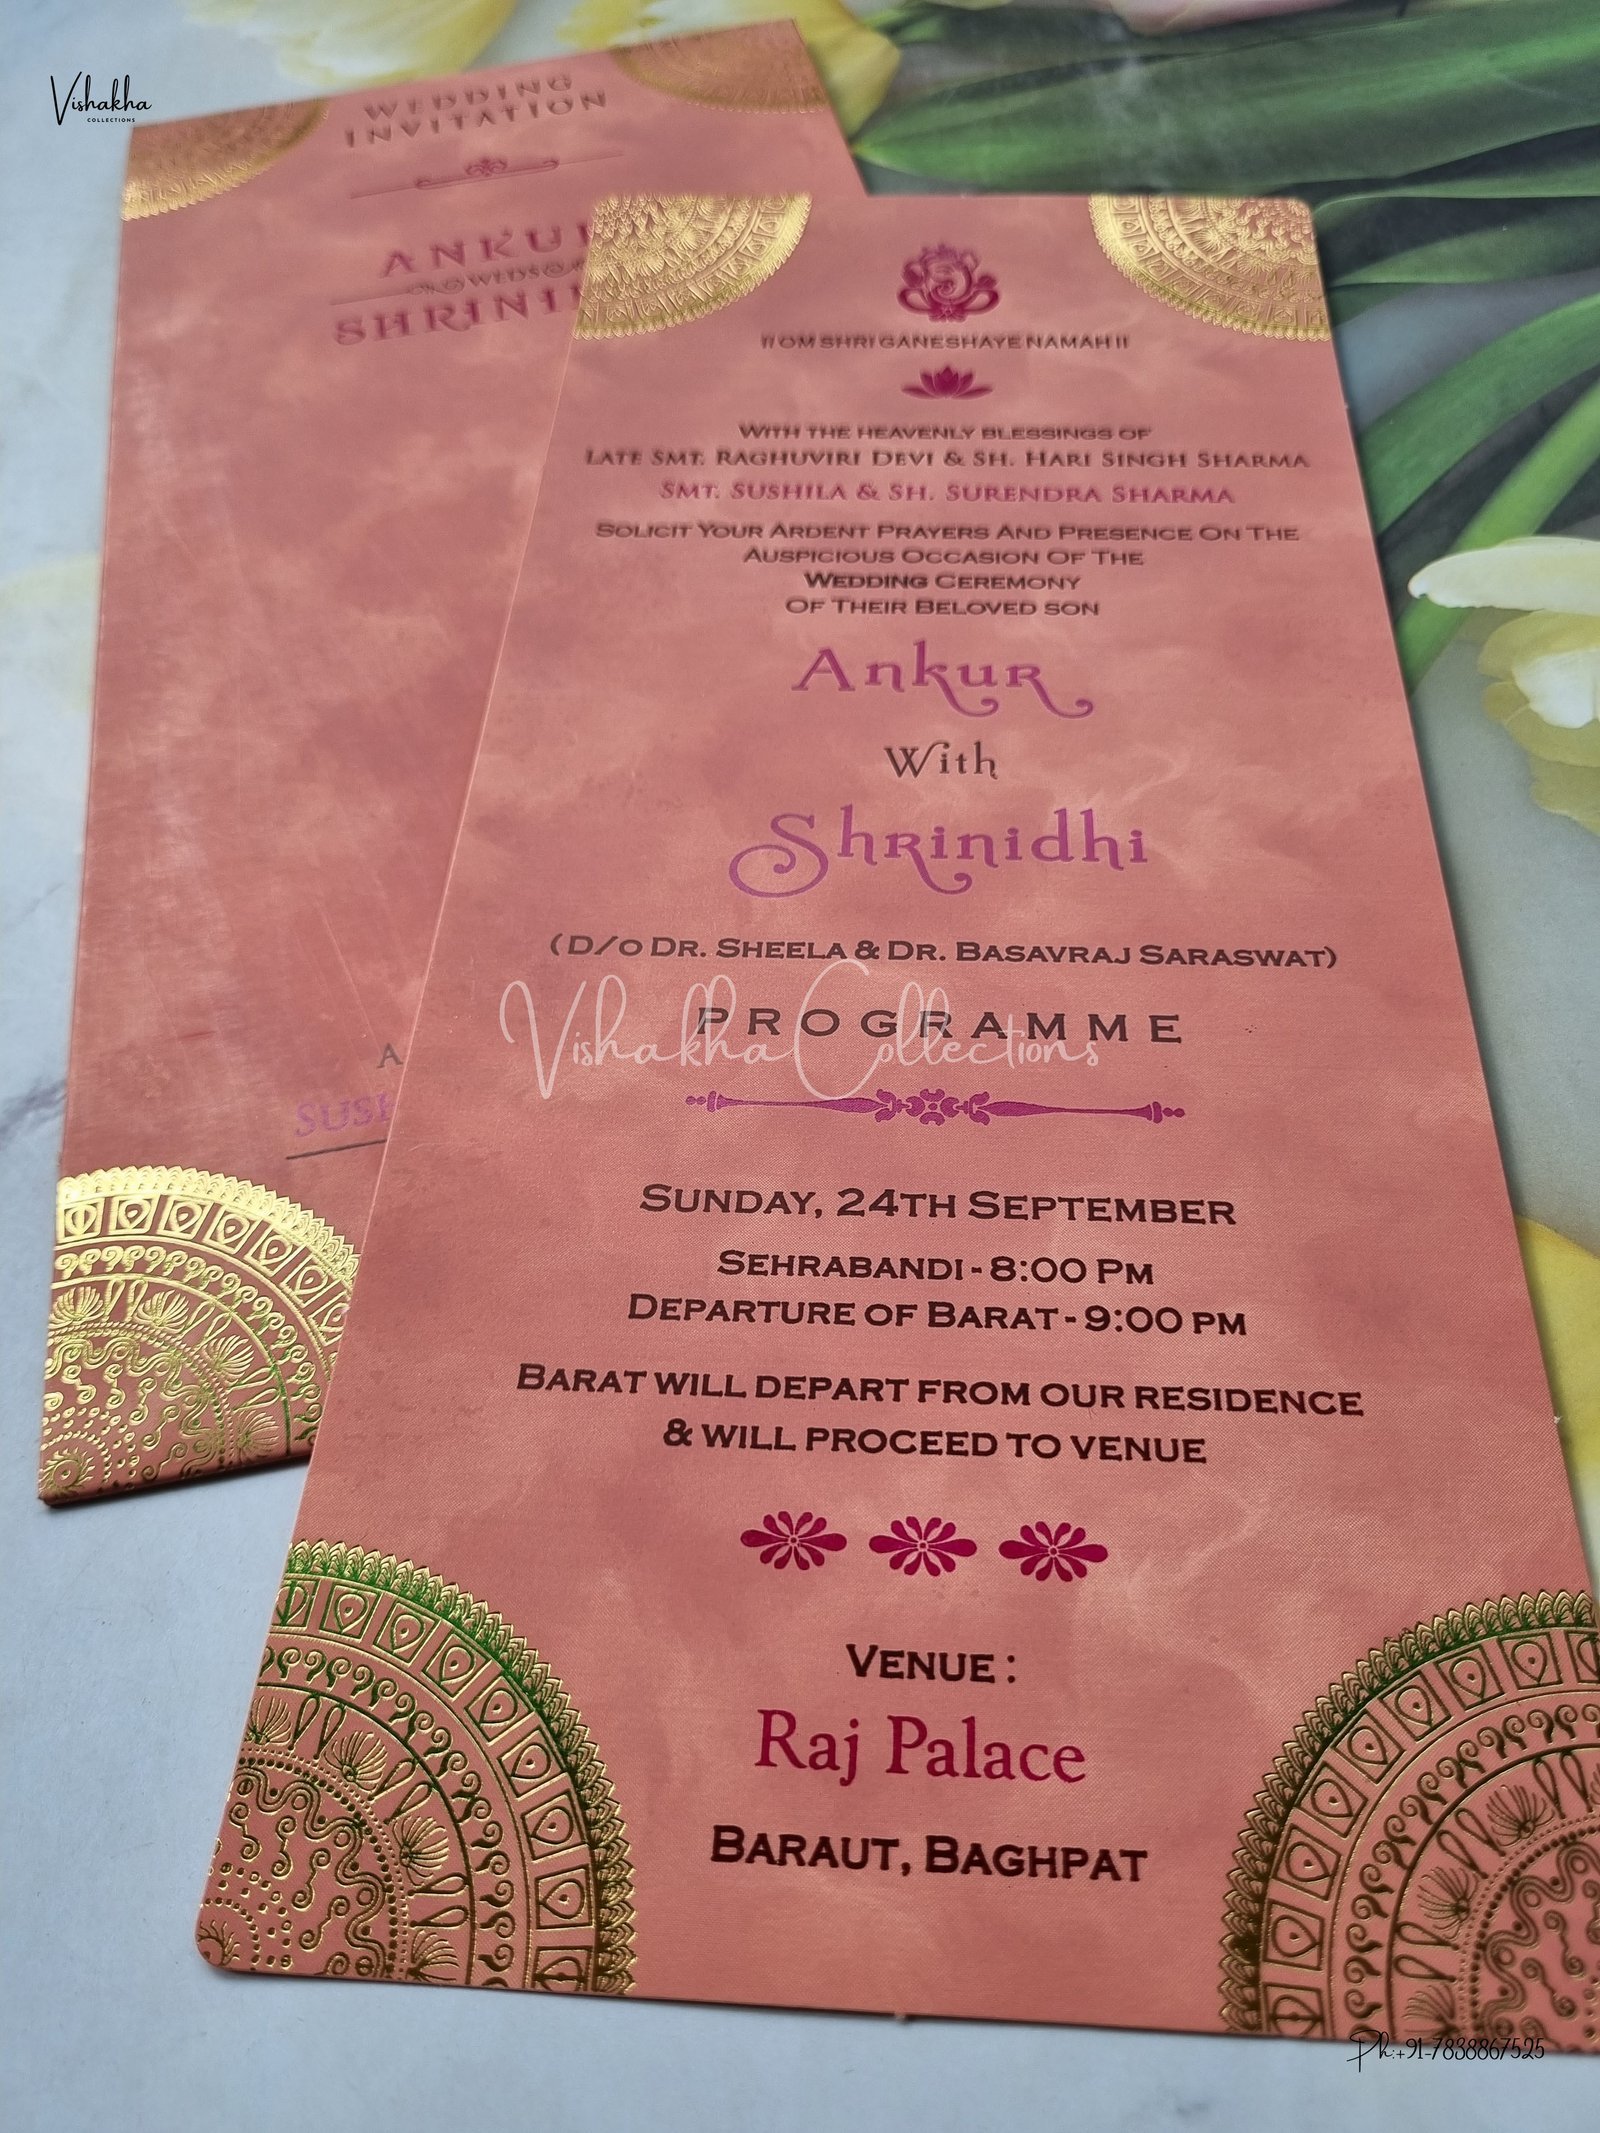 Vishakha
COLLECTIONS
WEDDING
INVITATION
ANKU
WEDS
SHRINI
SUSH
|| OM SHRI GANESHAYE NAMAH ||
WITH THE HEAVENLY BLESSINGS OF
LATE SMT. RAGHUVIRI DEVI & SH. HARI SINGH SHARMA
SMT. SUSHILA & SH. SURENDRA SHARMA
SOLICIT YOUR ARDENT PRAYERS AND PRESENCE ON THE
AUSPICIOUS OCCASION OF THE
WEDDING CEREMONY
OF THEIR BELOVED SON
Ankur
With
Shrinidhi
(D/O DR. SHEELA & DR. BASAVRAJ SARASWAT)
PROGRAMME
Vishakha Collections
SUNDAY, 24TH SEPTEMBER
SEHRABANDI - 8:00 PM
DEPARTURE OF BARAT - 9:00 PM
BARAT WILL DEPART FROM OUR RESIDENCE
& WILL PROCEED TO VENUE
VENUE :
Raj Palace
BARAUT, BAGHPAT
Ph:+91-7838867525